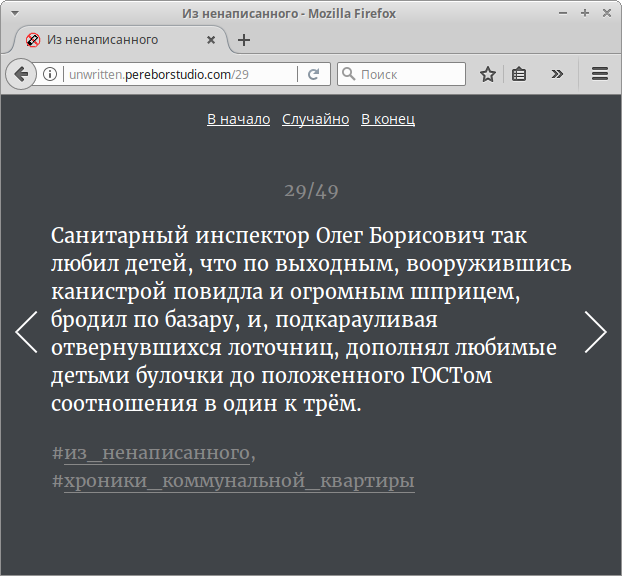 Из ненаписанного - Mozilla Firefox
Из ненаписанного
unwritten.pereborstudio.com/29
Поиск
В начало Случайно В конец
29/49
Санитарный инспектор Олег Борисович так
любил детей, что по выходным, вооружившись
канистрой повидла и огромным шприцем,
бродил по базару, и, подкарауливая
отвернувшихся лоточниц, дополнял любимые
детьми булочки до положенного ГОСТом
соотношения в один к трём.
#из_ненаписанного,
#хроники_коммунальной_квартиры